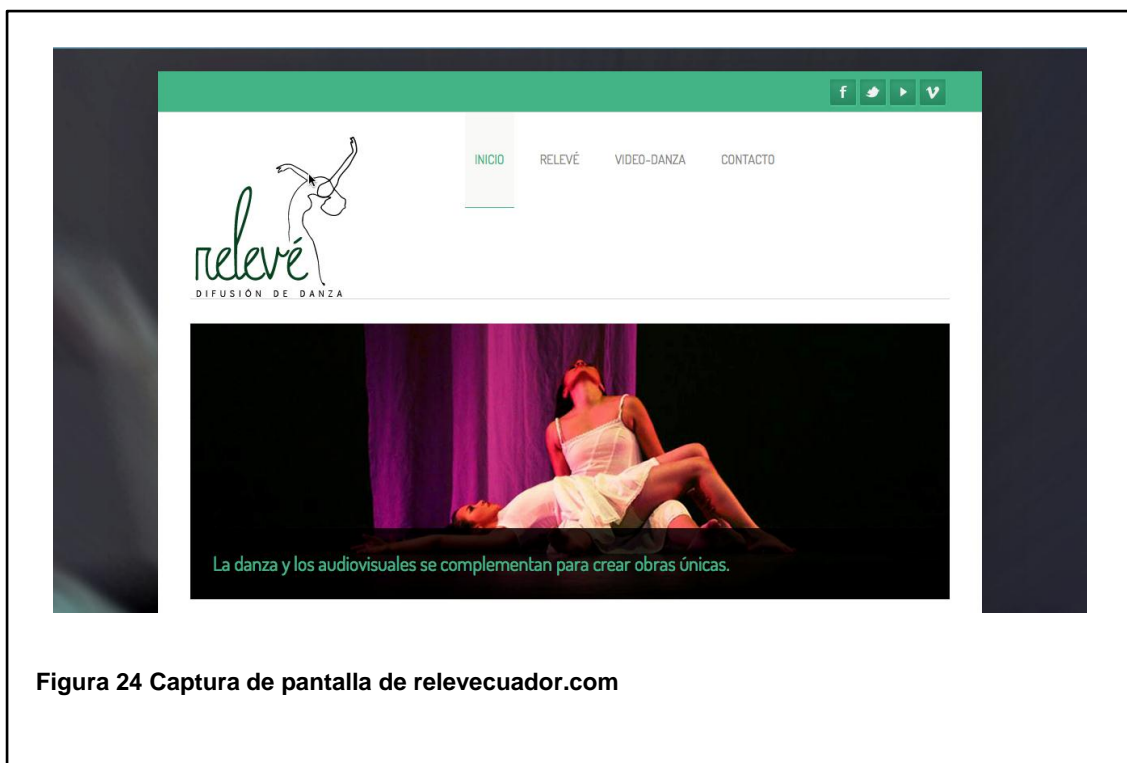 INICIO RELEVÉ VIDEO-DANZA CONTACTO
relevé
DIFUSIÓN DE DANZA
La danza y los audiovisuales se complementan para crear obras únicas.
Figura 24 Captura de pantalla de relevecuador.com